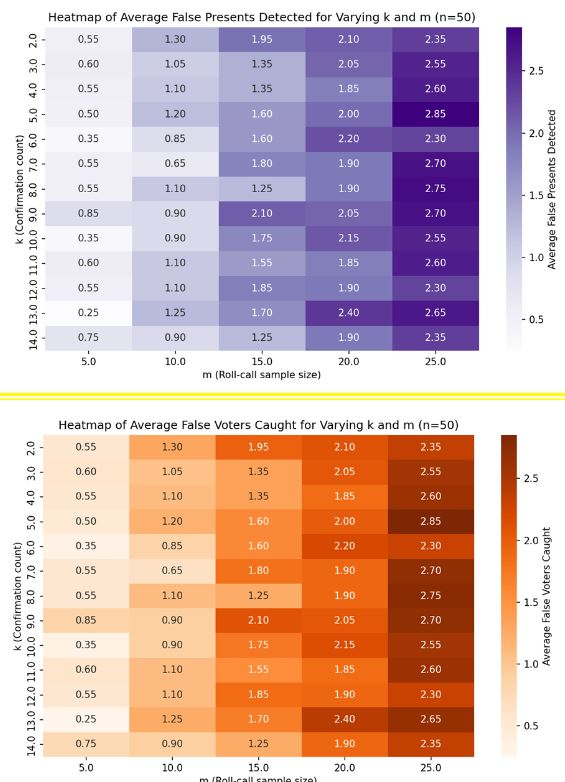 Heatmap of Average False Presents Detected for Varying k and m (n=50)
2.0 0.55 1.30 1.95 2.10 2.35
3.0 0.60 1.05 1.35 2.05 2.55
4.0 0.55 1.10 1.35 1.85 2.60
5.0 0.50 1.20 1.60 2.00 2.85
6.0 0.35 0.85 1.60 2.20 2.30
7.0 0.55 0.65 1.80 1.90 2.70
8.0 0.55 1.10 1.25 1.90 2.75
9.0 0.85 0.90 2.10 2.05 2.70
10.0 0.35 0.90 1.75 2.15 2.55
11.0 0.60 1.10 1.55 1.85 2.60
12.0 0.55 1.10 1.85 1.90 2.30
13.0 0.25 1.25 1.70 2.40 2.65
14.0 0.75 0.90 1.25 1.90 2.35
5.0 10.0 15.0 20.0 25.0
k (Confirmation count)
m (Roll-call sample size)
2.5
2.0
1.5
1.0
0.5
Average False Presents Detected
Heatmap of Average False Voters Caught for Varying k and m (n=50)
2.0 0.55 1.30 1.95 2.10 2.35
3.0 0.60 1.05 1.35 2.05 2.55
4.0 0.55 1.10 1.35 1.85 2.60
5.0 0.50 1.20 1.60 2.00 2.85
6.0 0.35 0.85 1.60 2.20 2.30
7.0 0.55 0.65 1.80 1.90 2.70
8.0 0.55 1.10 1.25 1.90 2.75
9.0 0.85 0.90 2.10 2.05 2.70
10.0 0.35 0.90 1.75 2.15 2.55
11.0 0.60 1.10 1.55 1.85 2.60
12.0 0.55 1.10 1.85 1.90 2.30
13.0 0.25 1.25 1.70 2.40 2.65
14.0 0.75 0.90 1.25 1.90 2.35
5.0 10.0 15.0 20.0 25.0
k (Confirmation count)
m (Roll-call sample size)
2.5
2.0
1.5
1.0
0.5
Average False Voters Caught